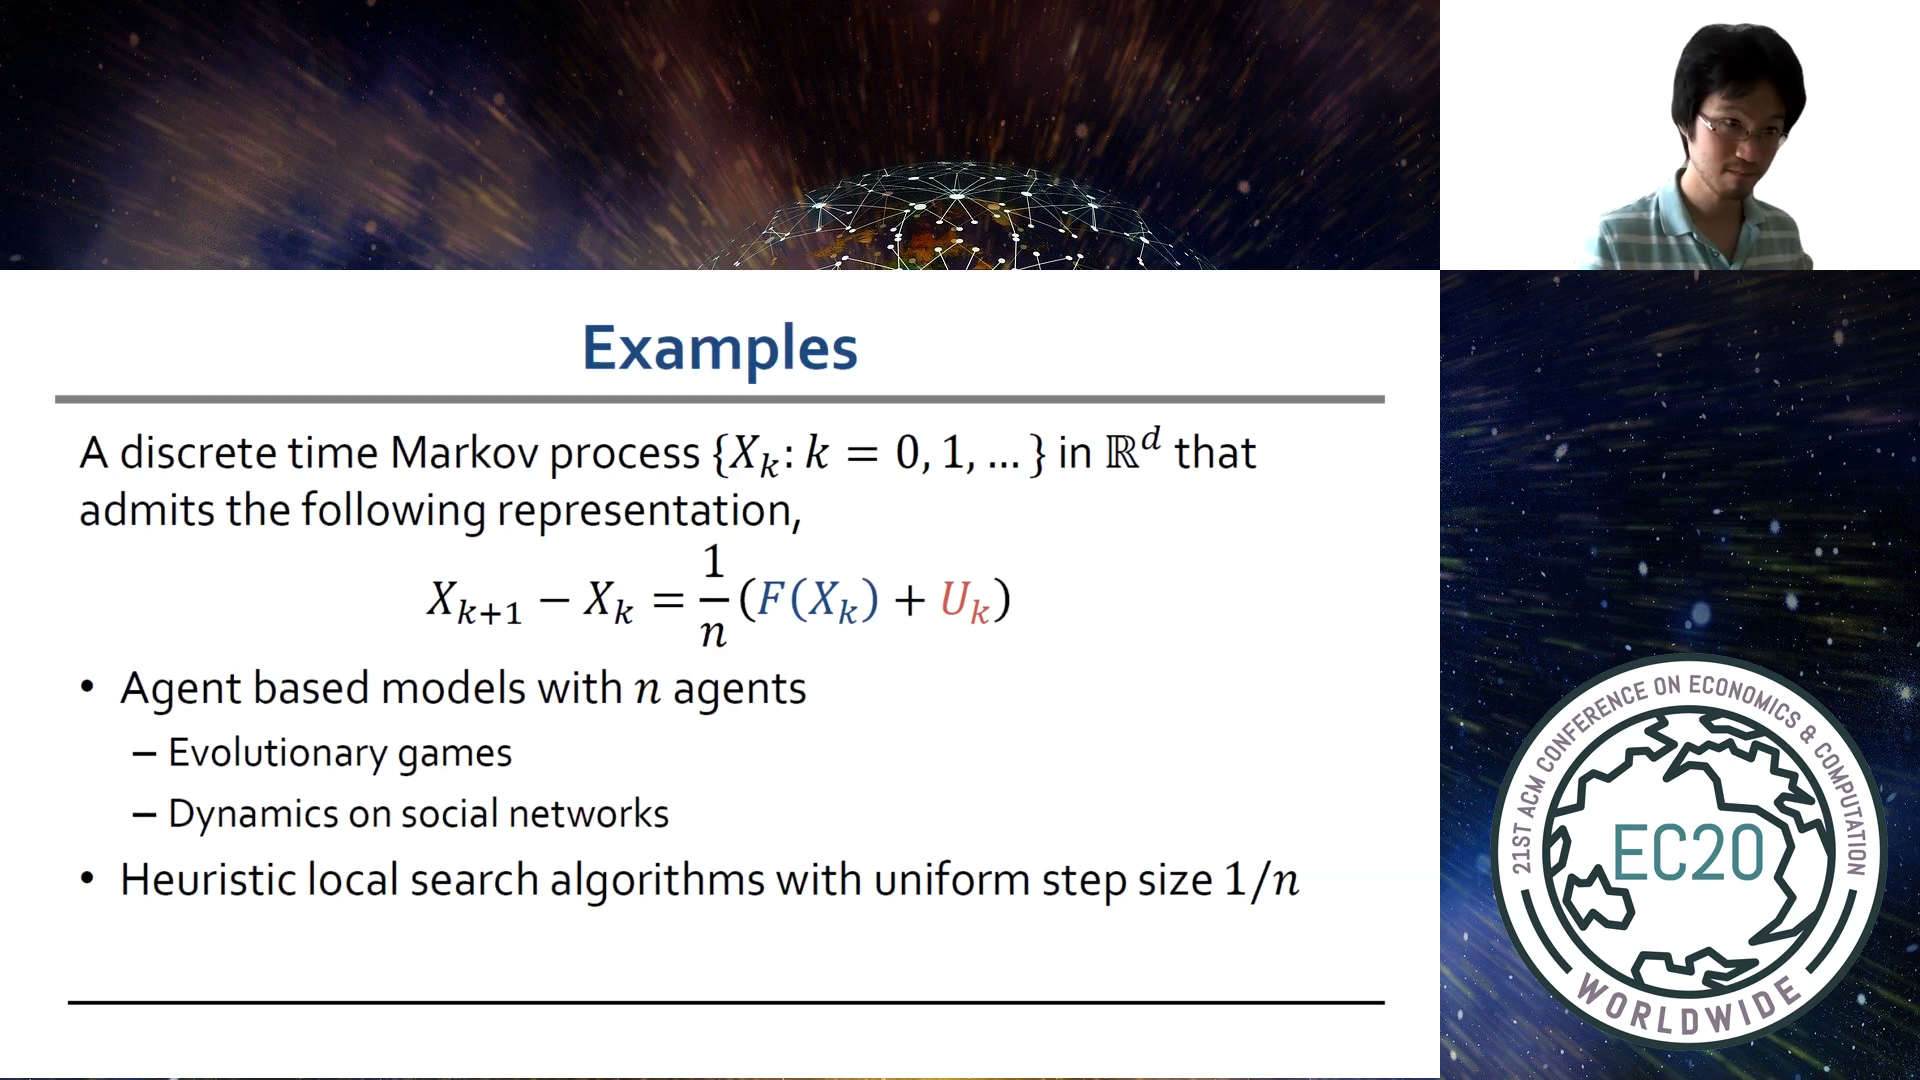 Examples
A discrete time Markov process {X_k: k = 0, 1, … } in ℝ^d that
admits the following representation,
X_{k+1} − X_k = \frac{1}{n} (F(X_k) + U_k)
• Agent based models with n agents
– Evolutionary games
– Dynamics on social networks
• Heuristic local search algorithms with uniform step size 1/n
21ST ACM CONFERENCE ON ECONOMICS & COMPUTATION
EC20
WORLDWIDE